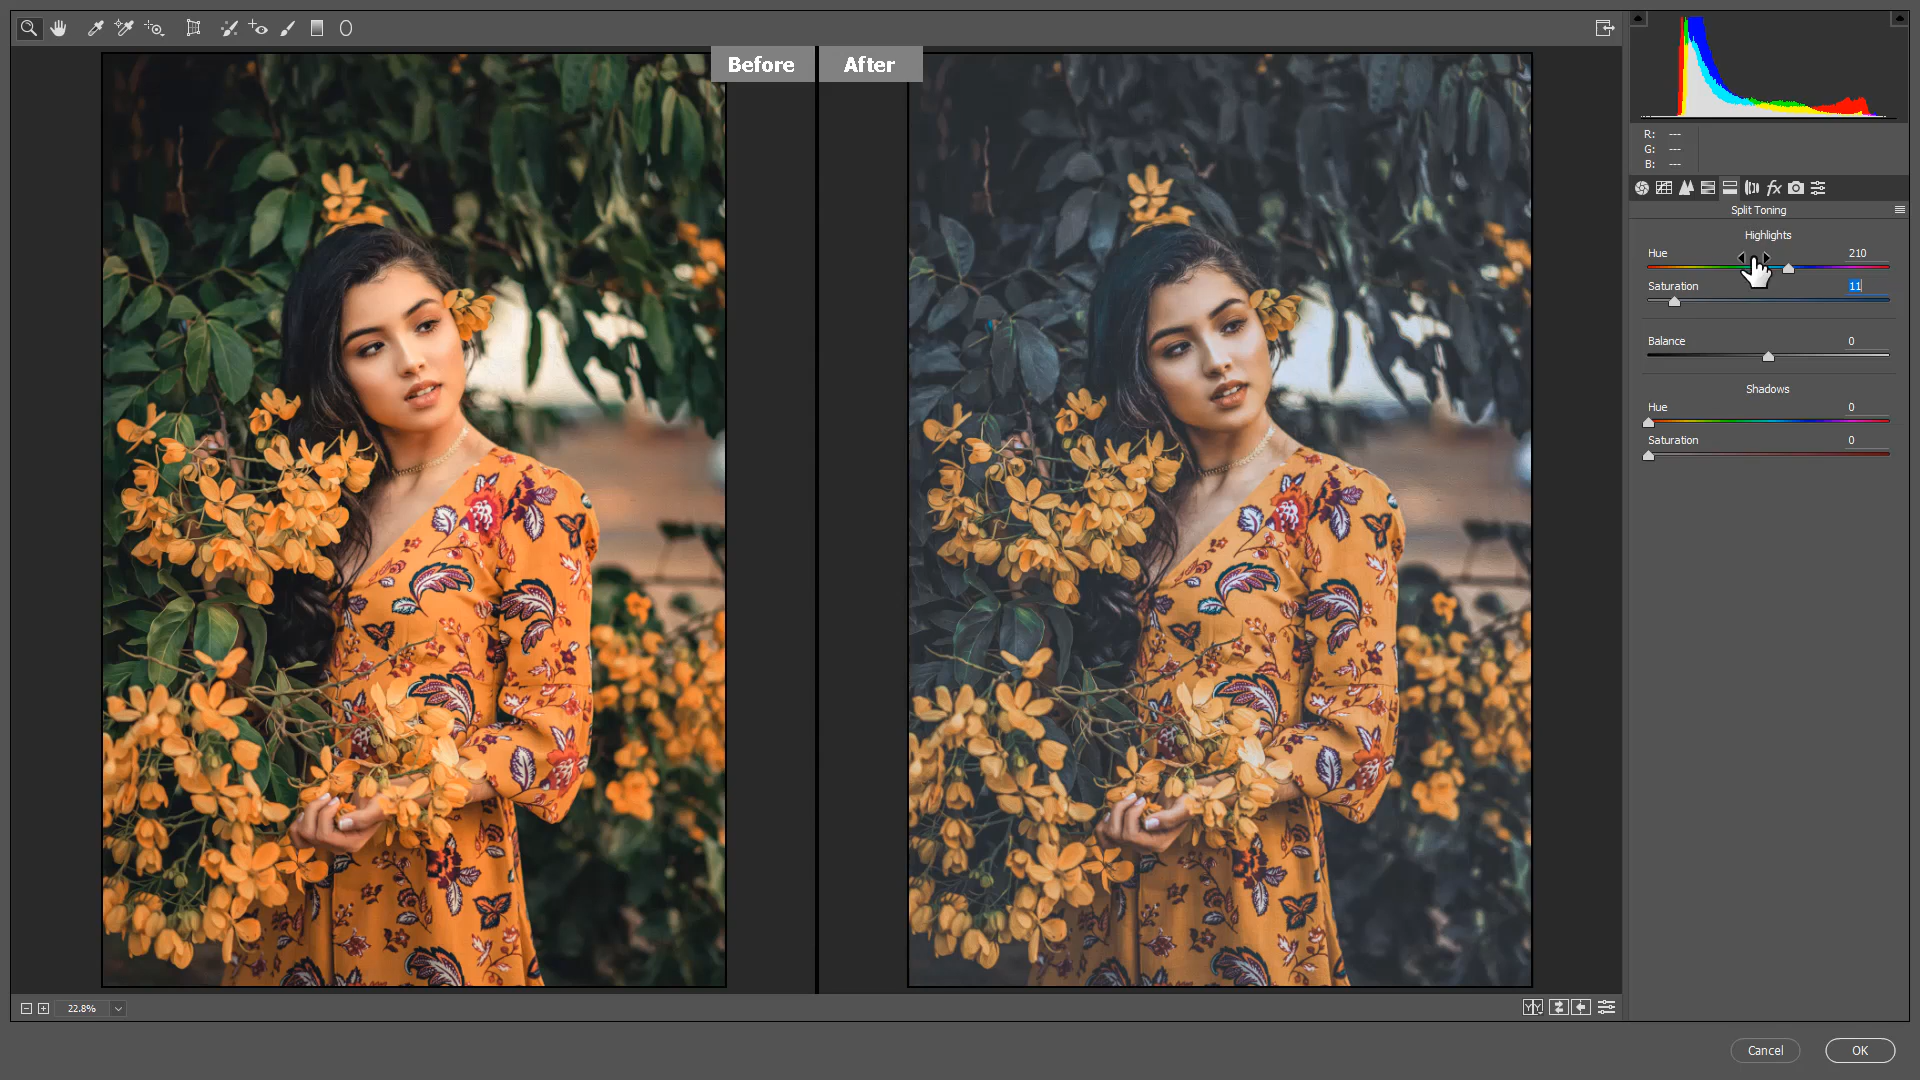 Before
After
R: ---
G: ---
B: ---
fx
Split Toning
Highlights
Hue 210
Saturation 11
Balance 0
Shadows
Hue 0
Saturation 0
22.8%
Y Y
Cancel
OK